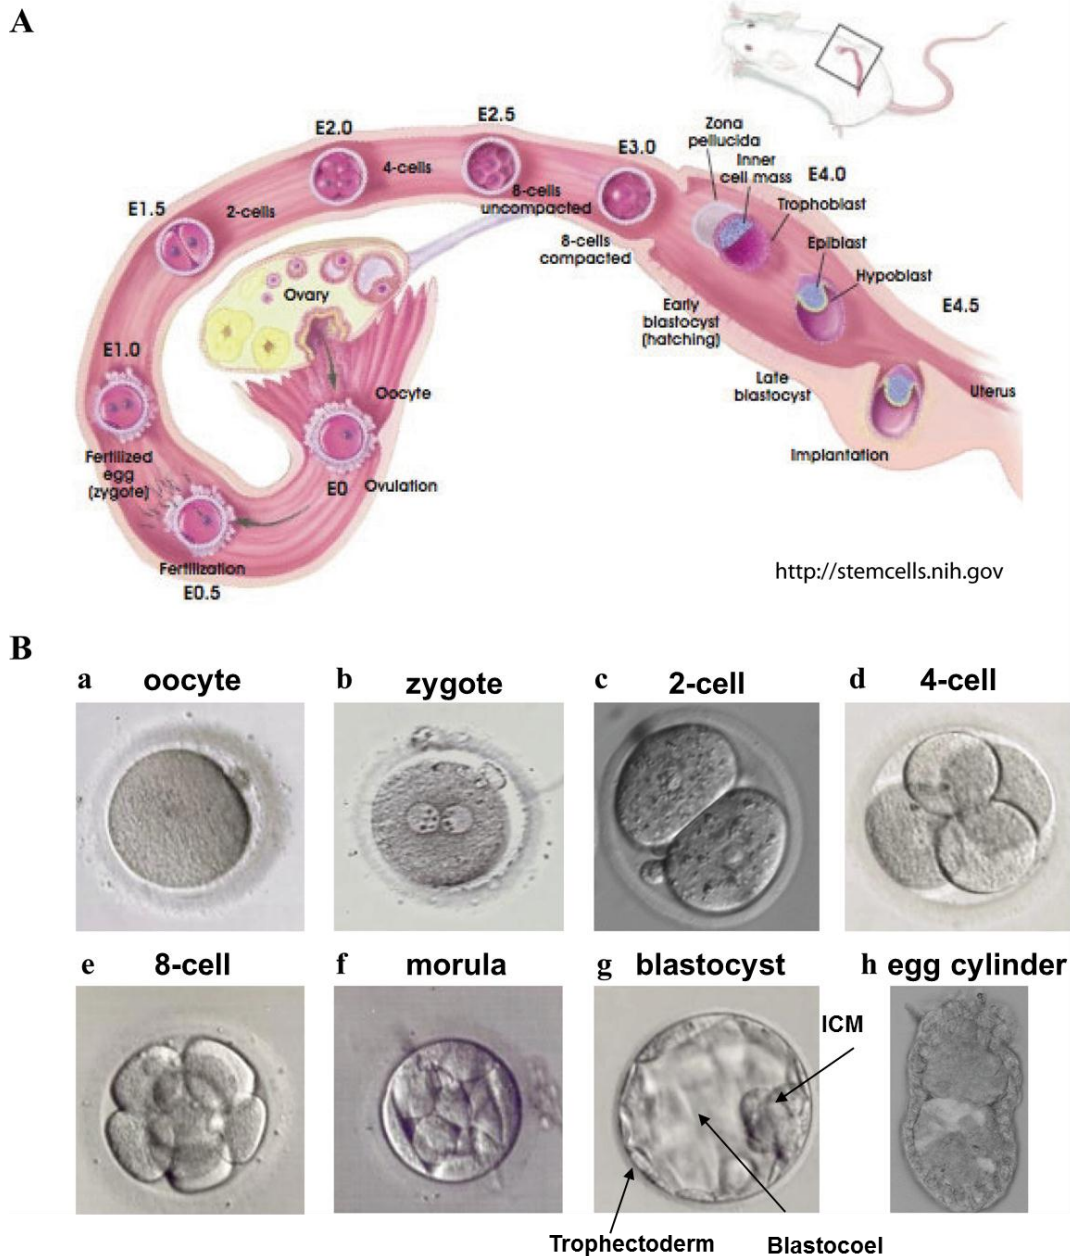 A
E2.5
E2.0
E3.0
Zona
pellucida
Inner
cell mass
E4.0
4-cells
8-cells
uncompacted
Trophoblast
E1.5
2-cells
8-cells
compacted
Epiblast
Hypoblast
Ovary
Early
blastocyst
(hatching)
E4.5
E1.0
Oocyte
Late
blastocyst
Uterus
Fertilized
egg
(zygote)
E0
Ovulation
Implantation
Fertilization
E0.5
http://stemcells.nih.gov
B
a oocyte
b zygote
c 2-cell
d 4-cell
e 8-cell
f morula
g blastocyst
h egg cylinder
ICM
Trophectoderm
Blastocoel